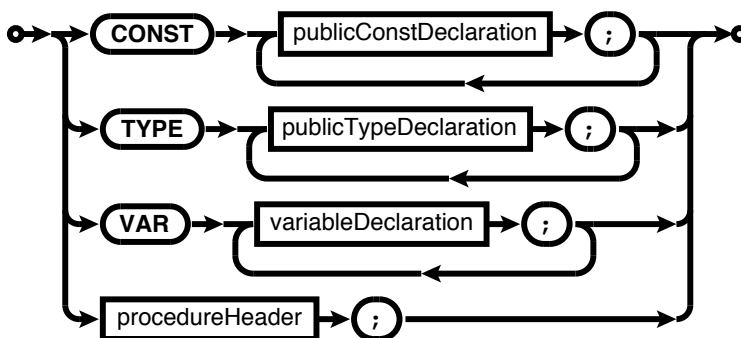 CONST publicConstDeclaration ;
TYPE publicTypeDeclaration ;
VAR variableDeclaration ;
procedureHeader ;